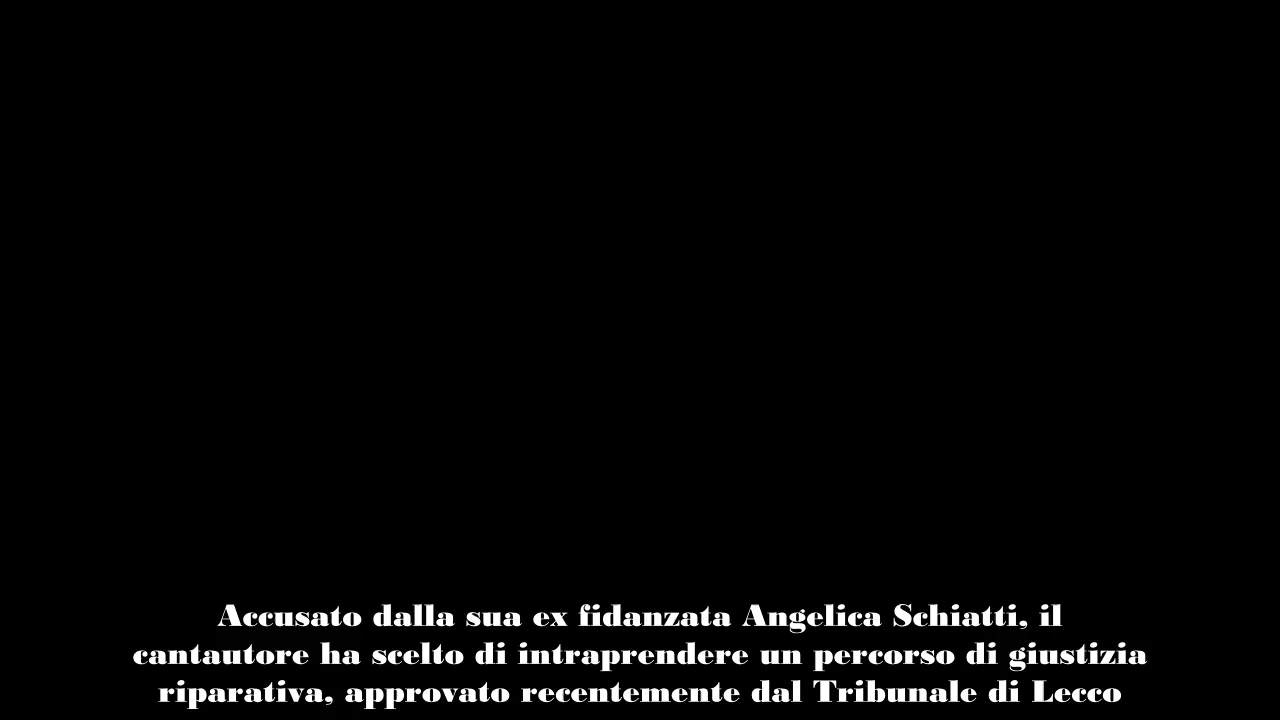 Accusato dalla sua ex fidanzata Angelica Schiatti, il
cantautore ha scelto di intraprendere un percorso di giustizia
riparativa, approvato recentemente dal Tribunale di Lecco